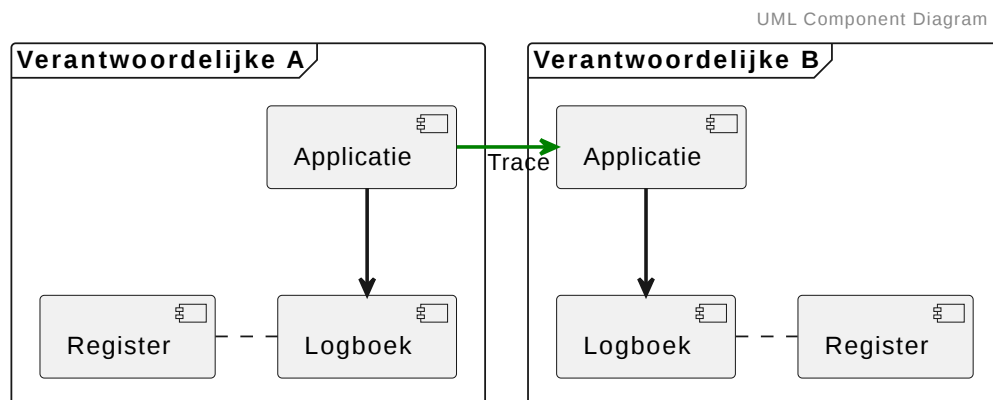 UML Component Diagram
Verantwoordelijke A
Verantwoordelijke B
Applicatie
Trace
Applicatie
Register
Logboek
Logboek
Register